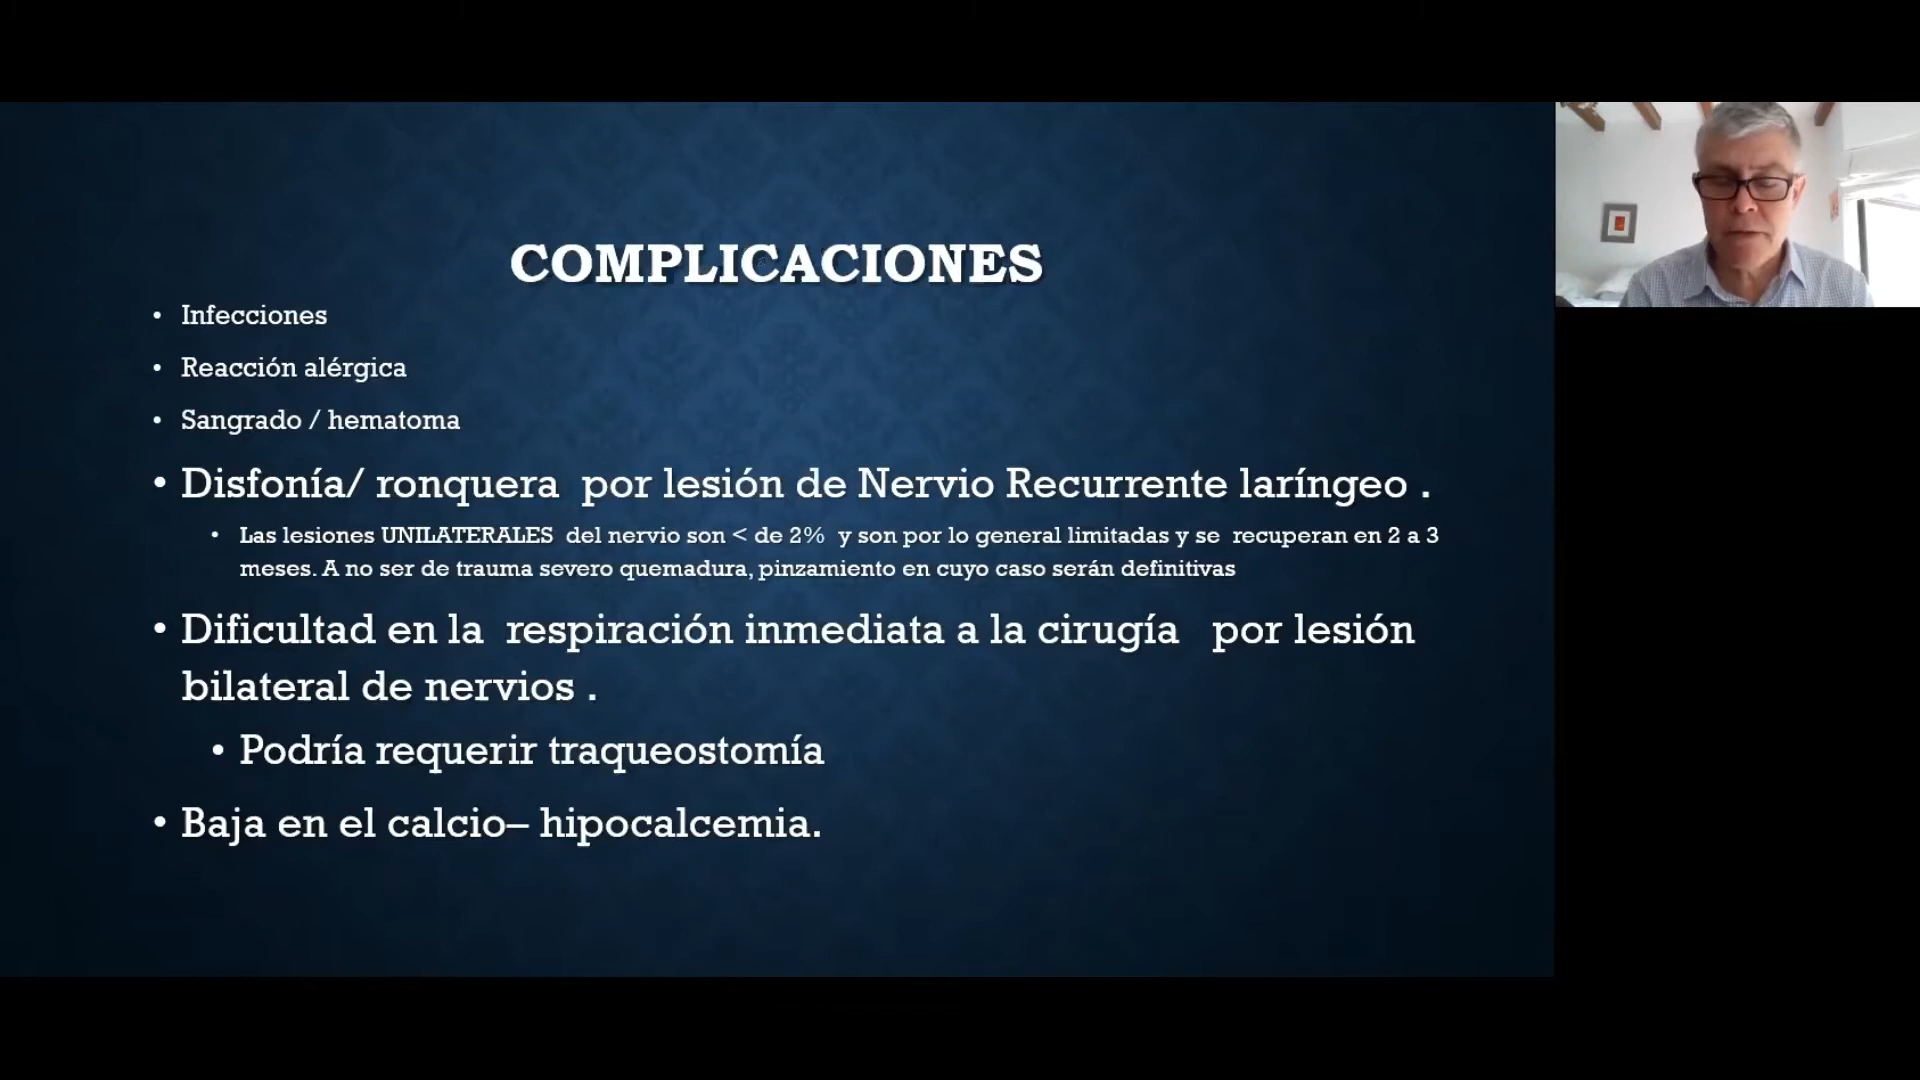 COMPLICACIONES
• Infecciones
• Reacción alérgica
• Sangrado / hematoma
• Disfonía/ ronquera por lesión de Nervio Recurrente laríngeo .
• Las lesiones UNILATERALES del nervio son < de 2% y son por lo general limitadas y se recuperan en 2 a 3
meses. A no ser de trauma severo quemadura, pinzamiento en cuyo caso serán definitivas
• Dificultad en la respiración inmediata a la cirugía por lesión
bilateral de nervios .
• Podría requerir traqueostomía
• Baja en el calcio– hipocalcemia.